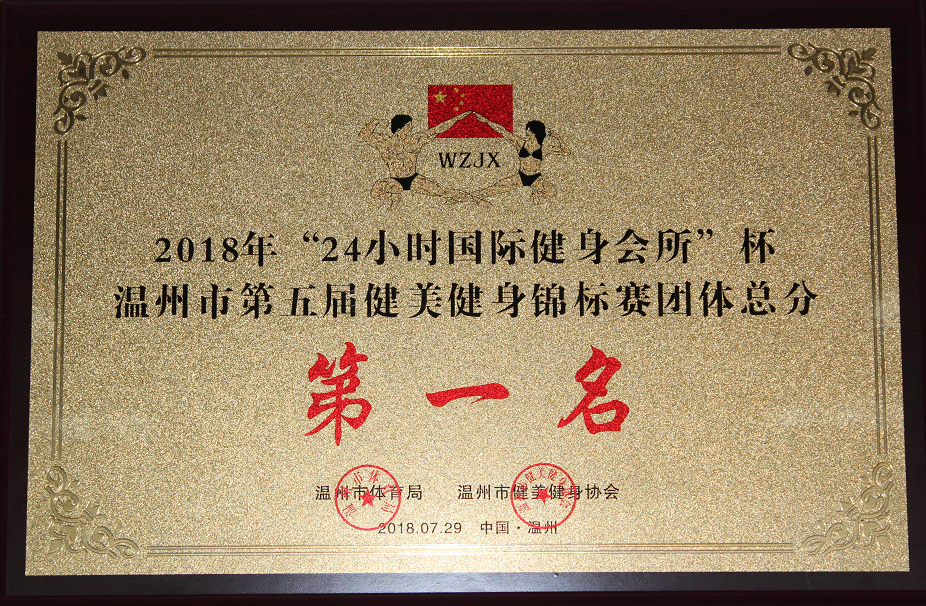 WZJX
2018年“24小时国际健身会所”杯
温州市第五届健美健身锦标赛团体总分
第一名
温州市体育局 温州市健美健身协会
2018.07.29 中国·温州